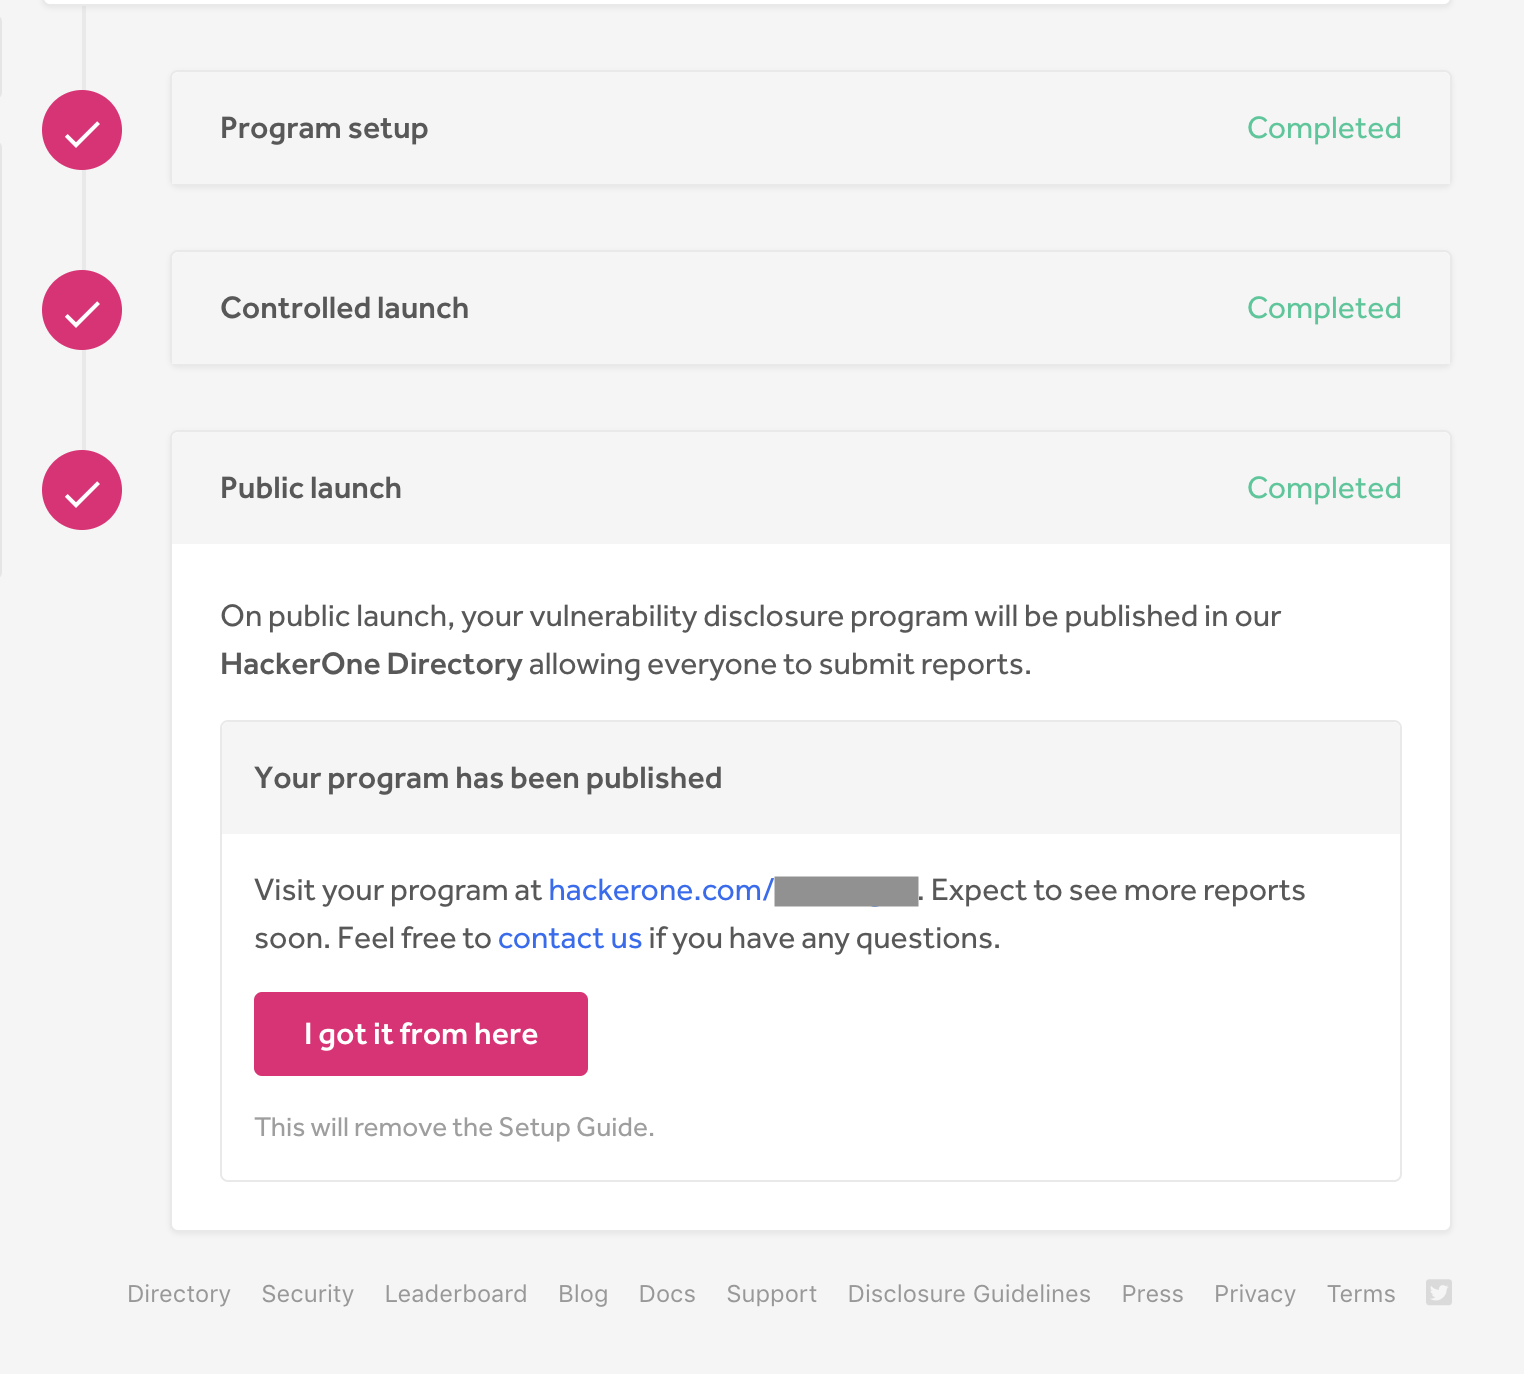 Program setup
Completed
Controlled launch
Completed
Public launch
Completed
On public launch, your vulnerability disclosure program will be published in our
HackerOne Directory allowing everyone to submit reports.
Your program has been published
Visit your program at hackerone.com/. Expect to see more reports
soon. Feel free to contact us if you have any questions.
I got it from here
This will remove the Setup Guide.
Directory Security Leaderboard Blog Docs Support Disclosure Guidelines Press Privacy Terms